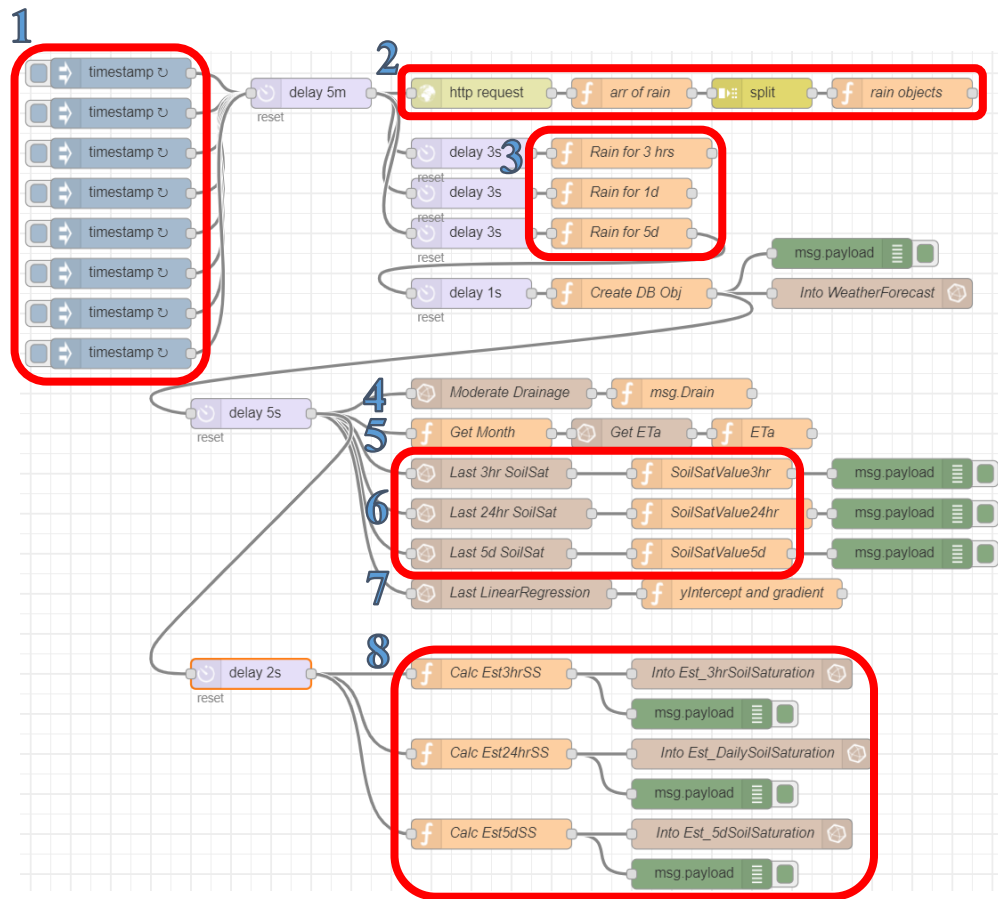 1
timestamp ↻
timestamp ↻
timestamp ↻
timestamp ↻
timestamp ↻
timestamp ↻
timestamp ↻
timestamp ↻
delay 5m
reset
2
http request
arr of rain
split
rain objects
3
delay 3s
reset
Rain for 3 hrs
delay 3s
reset
Rain for 1d
delay 3s
reset
Rain for 5d
msg.payload
delay 1s
reset
Create DB Obj
Into WeatherForecast
delay 5s
reset
4
Moderate Drainage
msg.Drain
5
Get Month
Get ETa
ETa
6
Last 3hr SoilSat
SoilSatValue3hr
msg.payload
Last 24hr SoilSat
SoilSatValue24hr
msg.payload
Last 5d SoilSat
SoilSatValue5d
msg.payload
7
Last LinearRegression
yIntercept and gradient
delay 2s
reset
8
Calc Est3hrSS
Into Est_3hrSoilSaturation
msg.payload
Calc Est24hrSS
Into Est_DailySoilSaturation
msg.payload
Calc Est5dSS
Into Est_5dSoilSaturation
msg.payload